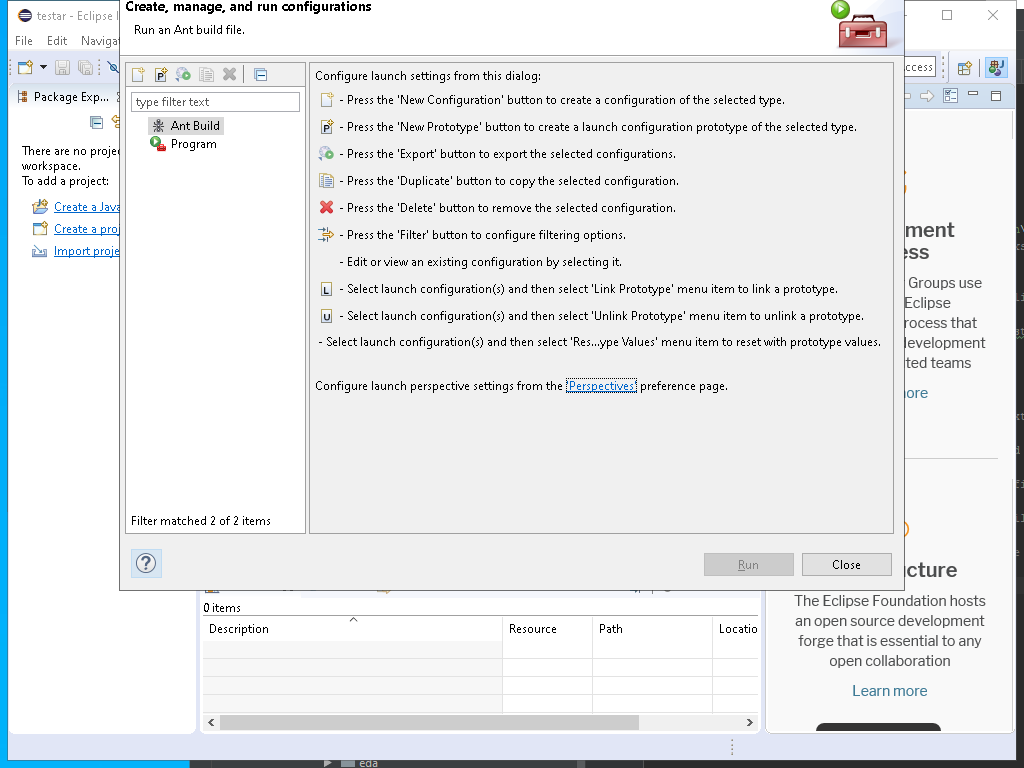 testar - Eclipse I
File Edit Navigat
Create, manage, and run configurations
Run an Ant build file.
ccess
Package Exp...
There are no proje
workspace.
To add a project:
Create a Java
Create a proj
Import proje
type filter text
Ant Build
Program
Filter matched 2 of 2 items
Configure launch settings from this dialog:
- Press the 'New Configuration' button to create a configuration of the selected type.
P - Press the 'New Prototype' button to create a launch configuration prototype of the selected type.
- Press the 'Export' button to export the selected configurations.
- Press the 'Duplicate' button to copy the selected configuration.
- Press the 'Delete' button to remove the selected configuration.
- Press the 'Filter' button to configure filtering options.
- Edit or view an existing configuration by selecting it.
L - Select launch configuration(s) and then select 'Link Prototype' menu item to link a prototype.
U - Select launch configuration(s) and then select 'Unlink Prototype' menu item to unlink a prototype.
- Select launch configuration(s) and then select 'Res...ype Values' menu item to reset with prototype values.
Configure launch perspective settings from the 'Perspectives' preference page.
? Run Close
ment
ess
Groups use
Eclipse
rocess that
development
ted teams
ore
cture
The Eclipse Foundation hosts
an open source development
forge that is essential to any
open collaboration
Learn more
0 items
Description Resource Path Locatio
eda